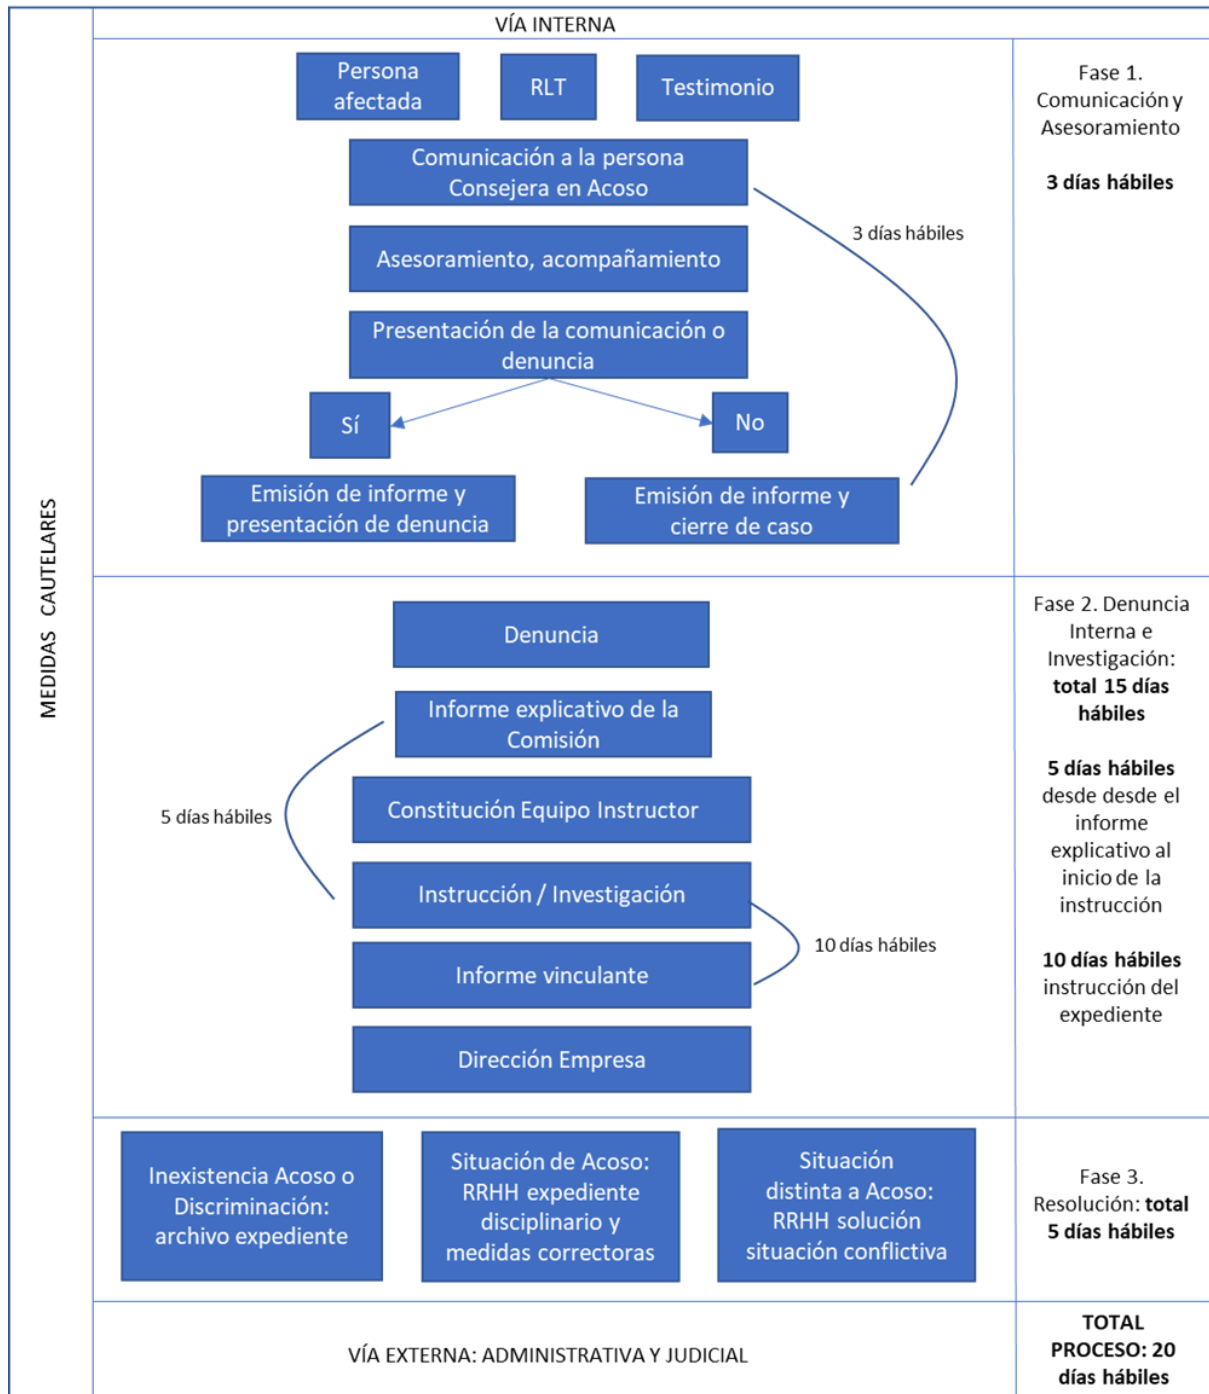 VÍA INTERNA
MEDIDAS CAUTELARES
Persona
afectada
RLT
Testimonio
Comunicación a la persona
Consejera en Acoso
3 días hábiles
Asesoramiento, acompañamiento
Presentación de la comunicación o
denuncia
Sí
No
Emisión de informe y
presentación de denuncia
Emisión de informe y
cierre de caso
Fase 1.
Comunicación y
Asesoramiento
3 días hábiles
Denuncia
Informe explicativo de la
Comisión
5 días hábiles
Constitución Equipo Instructor
Instrucción / Investigación
10 días hábiles
Informe vinculante
Dirección Empresa
Fase 2. Denuncia
Interna e
Investigación:
total 15 días
hábiles
5 días hábiles
desde desde el
informe
explicativo al
inicio de la
instrucción
10 días hábiles
instrucción del
expediente
Inexistencia Acoso o
Discriminación:
archivo expediente
Situación de Acoso:
RRHH expediente
disciplinario y
medidas correctoras
Situación
distinta a Acoso:
RRHH solución
situación conflictiva
Fase 3.
Resolución: total
5 días hábiles
VÍA EXTERNA: ADMINISTRATIVA Y JUDICIAL
TOTAL
PROCESO: 20
días hábiles